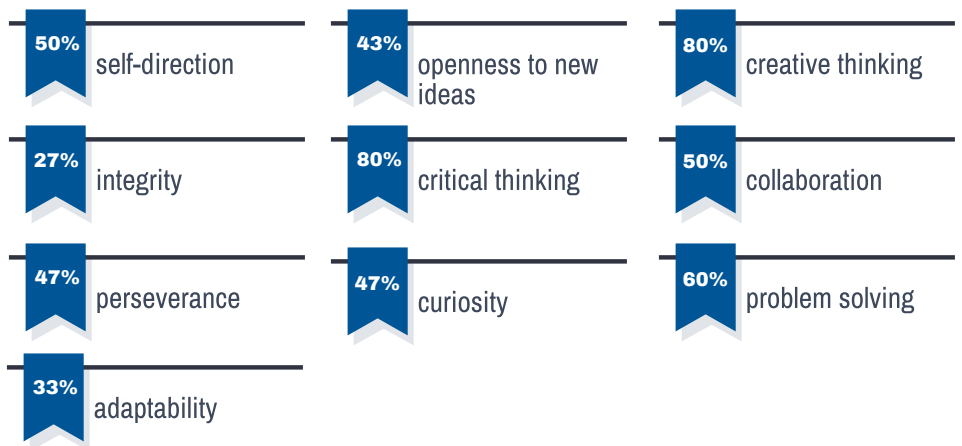 50%
self-direction
43%
openness to new
ideas
80%
creative thinking
27%
integrity
80%
critical thinking
50%
collaboration
47%
perseverance
47%
curiosity
60%
problem solving
33%
adaptability